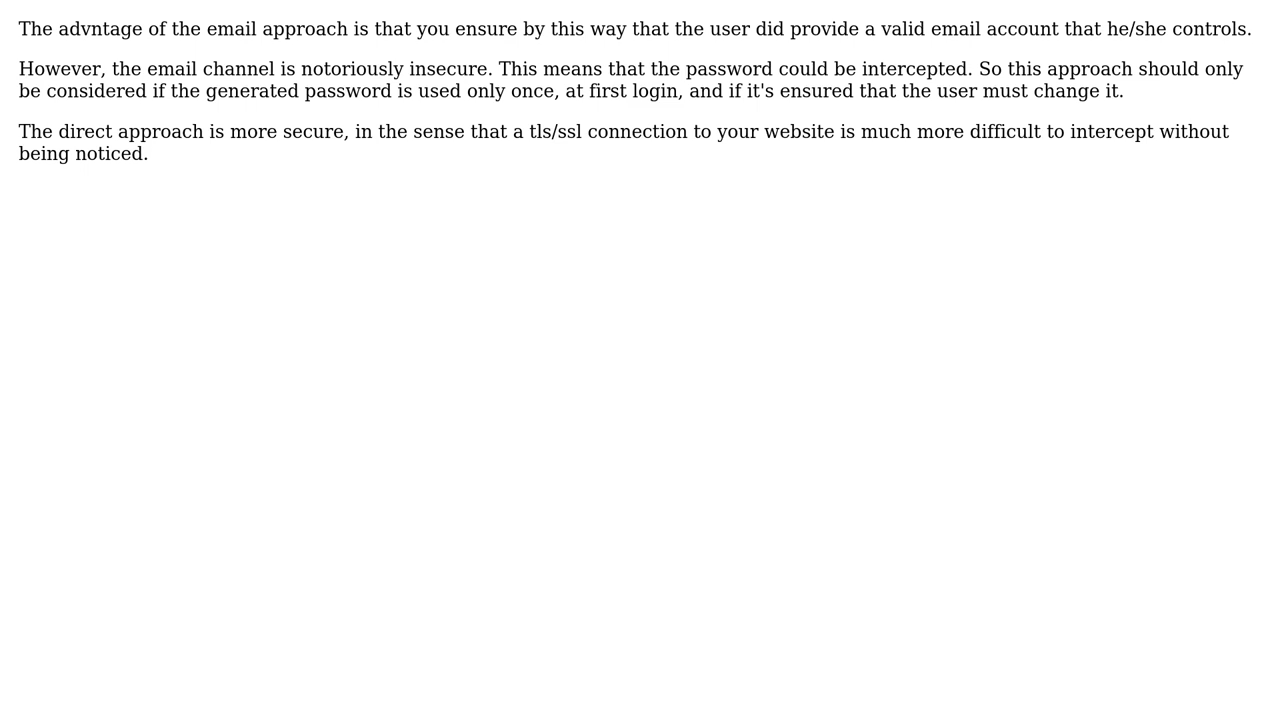 The advntage of the email approach is that you ensure by this way that the user did provide a valid email account that he/she controls.
However, the email channel is notoriously insecure. This means that the password could be intercepted. So this approach should only
be considered if the generated password is used only once, at first login, and if it's ensured that the user must change it.
The direct approach is more secure, in the sense that a tls/ssl connection to your website is much more difficult to intercept without
being noticed.